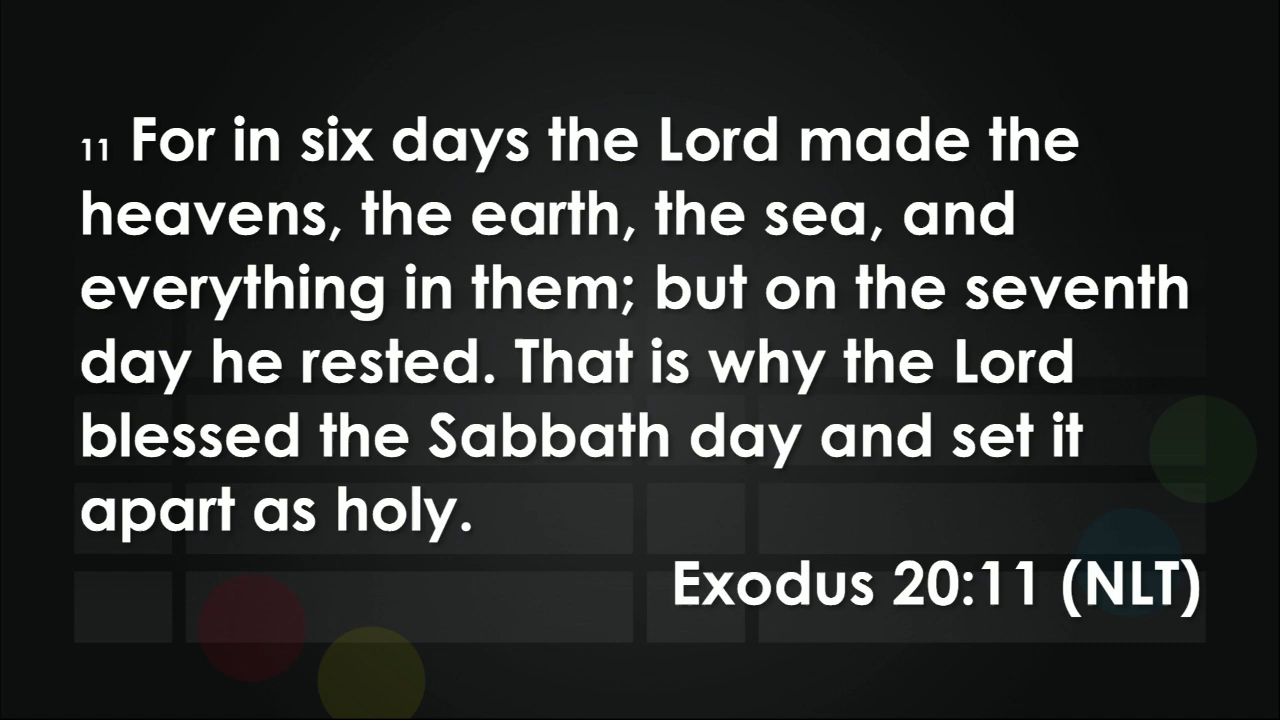 11 For in six days the Lord made the
heavens, the earth, the sea, and
everything in them; but on the seventh
day he rested. That is why the Lord
blessed the Sabbath day and set it
apart as holy.
Exodus 20:11 (NLT)